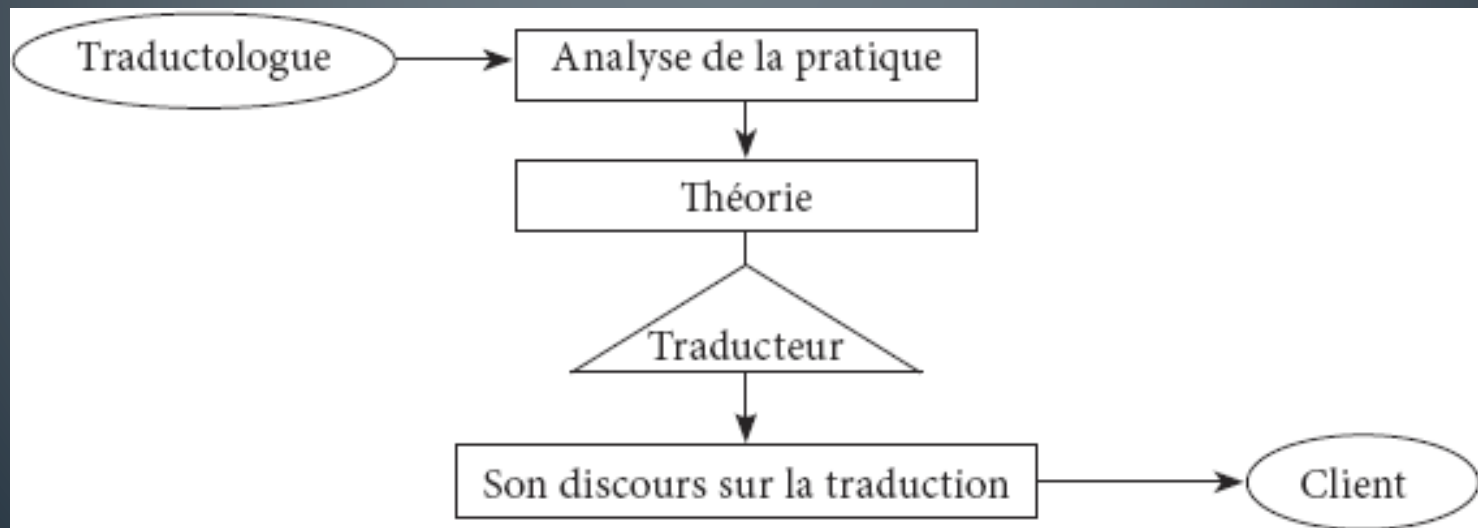 Traductologue
Analyse de la pratique
Théorie
Traducteur
Son discours sur la traduction
Client